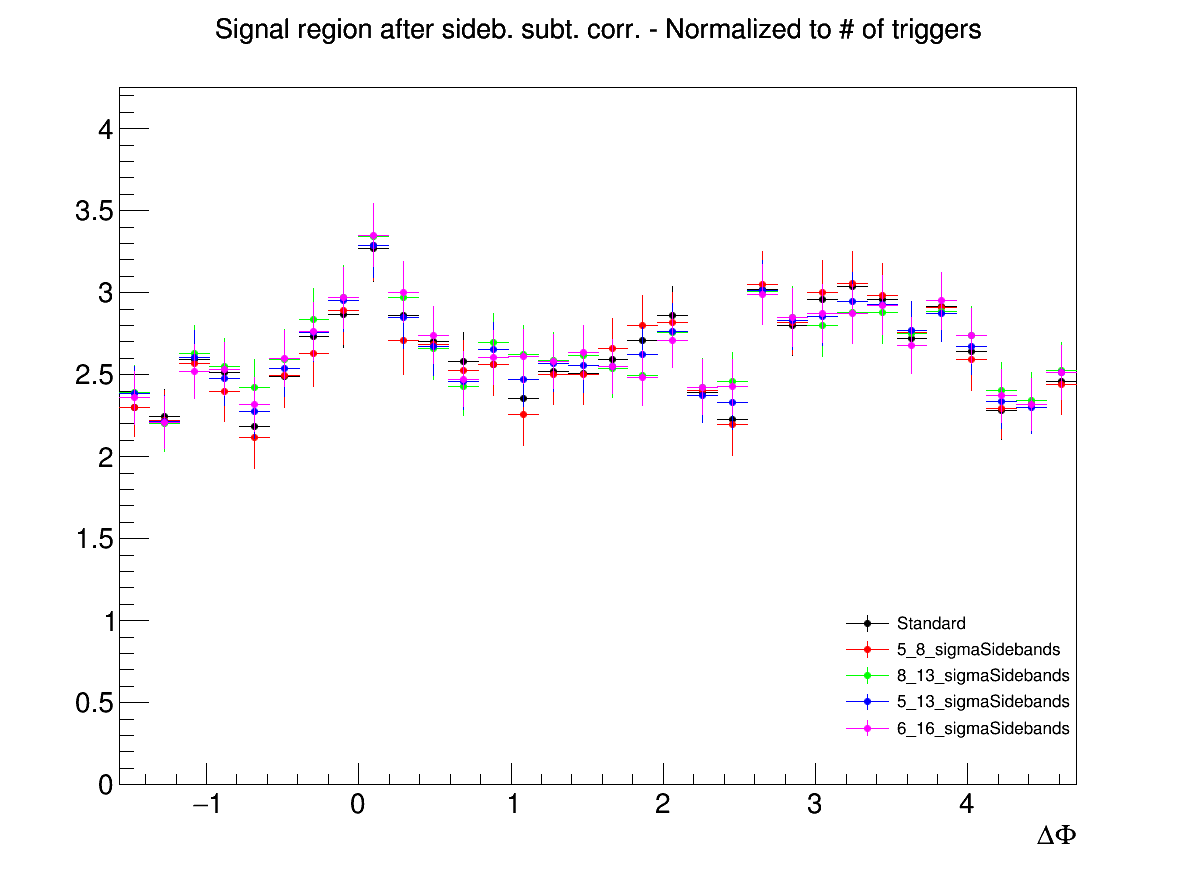 Signal region after sideb. subt. corr. - Normalized to # of triggers
4
3.5
3
2.5
2
1.5
1
0.5
0
−1 0 1 2 3 4
ΔΦ
Standard
5_8_sigmaSidebands
8_13_sigmaSidebands
5_13_sigmaSidebands
6_16_sigmaSidebands